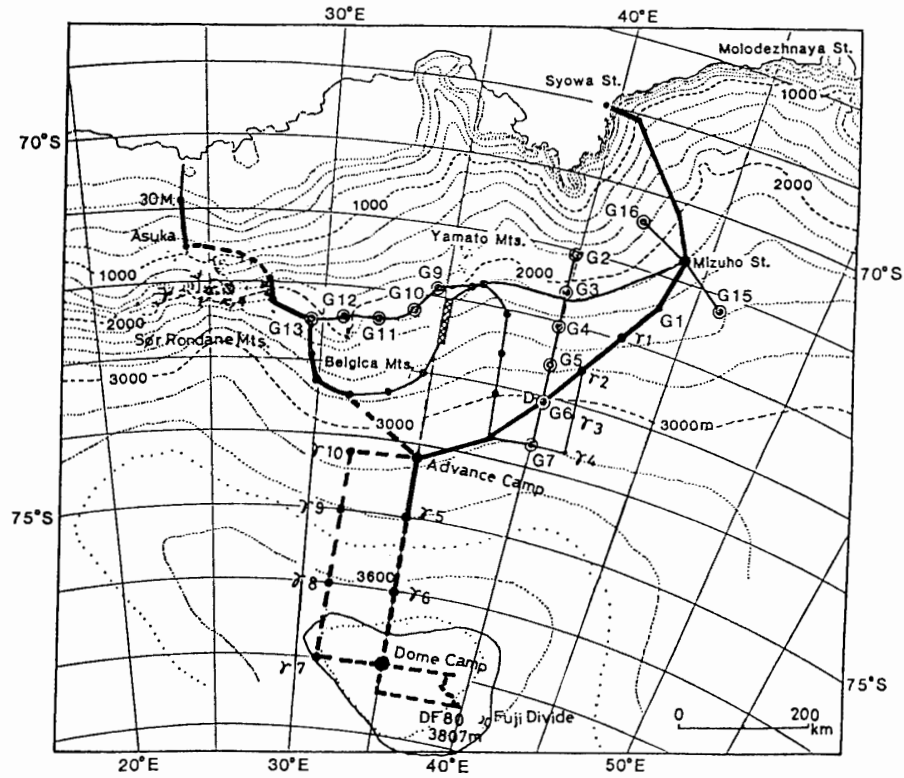 30°E
40°E
Molodezhnaya St.
Syowa St.
1000
70°S
2000
30M.
1000
G16
Asuka
Yamato Mts.
G2
Mizuho St.
70°S
1000
G9
2000
G3
G12
G10
G15
2000
G13
G11
G4
G1
γ1
Sør Rondane Mts.
Belgica Mts.
G5
γ2
3000
D
G6
3000
γ3
3000m
γ10
G7
γ4
Advance Camp
75°S
γ9
γ5
γ8
3600
γ6
Dome Camp
γ7
75°S
DF80
Fuji Divide
3807m
0
200
km
20°E
30°E
40°E
50°E